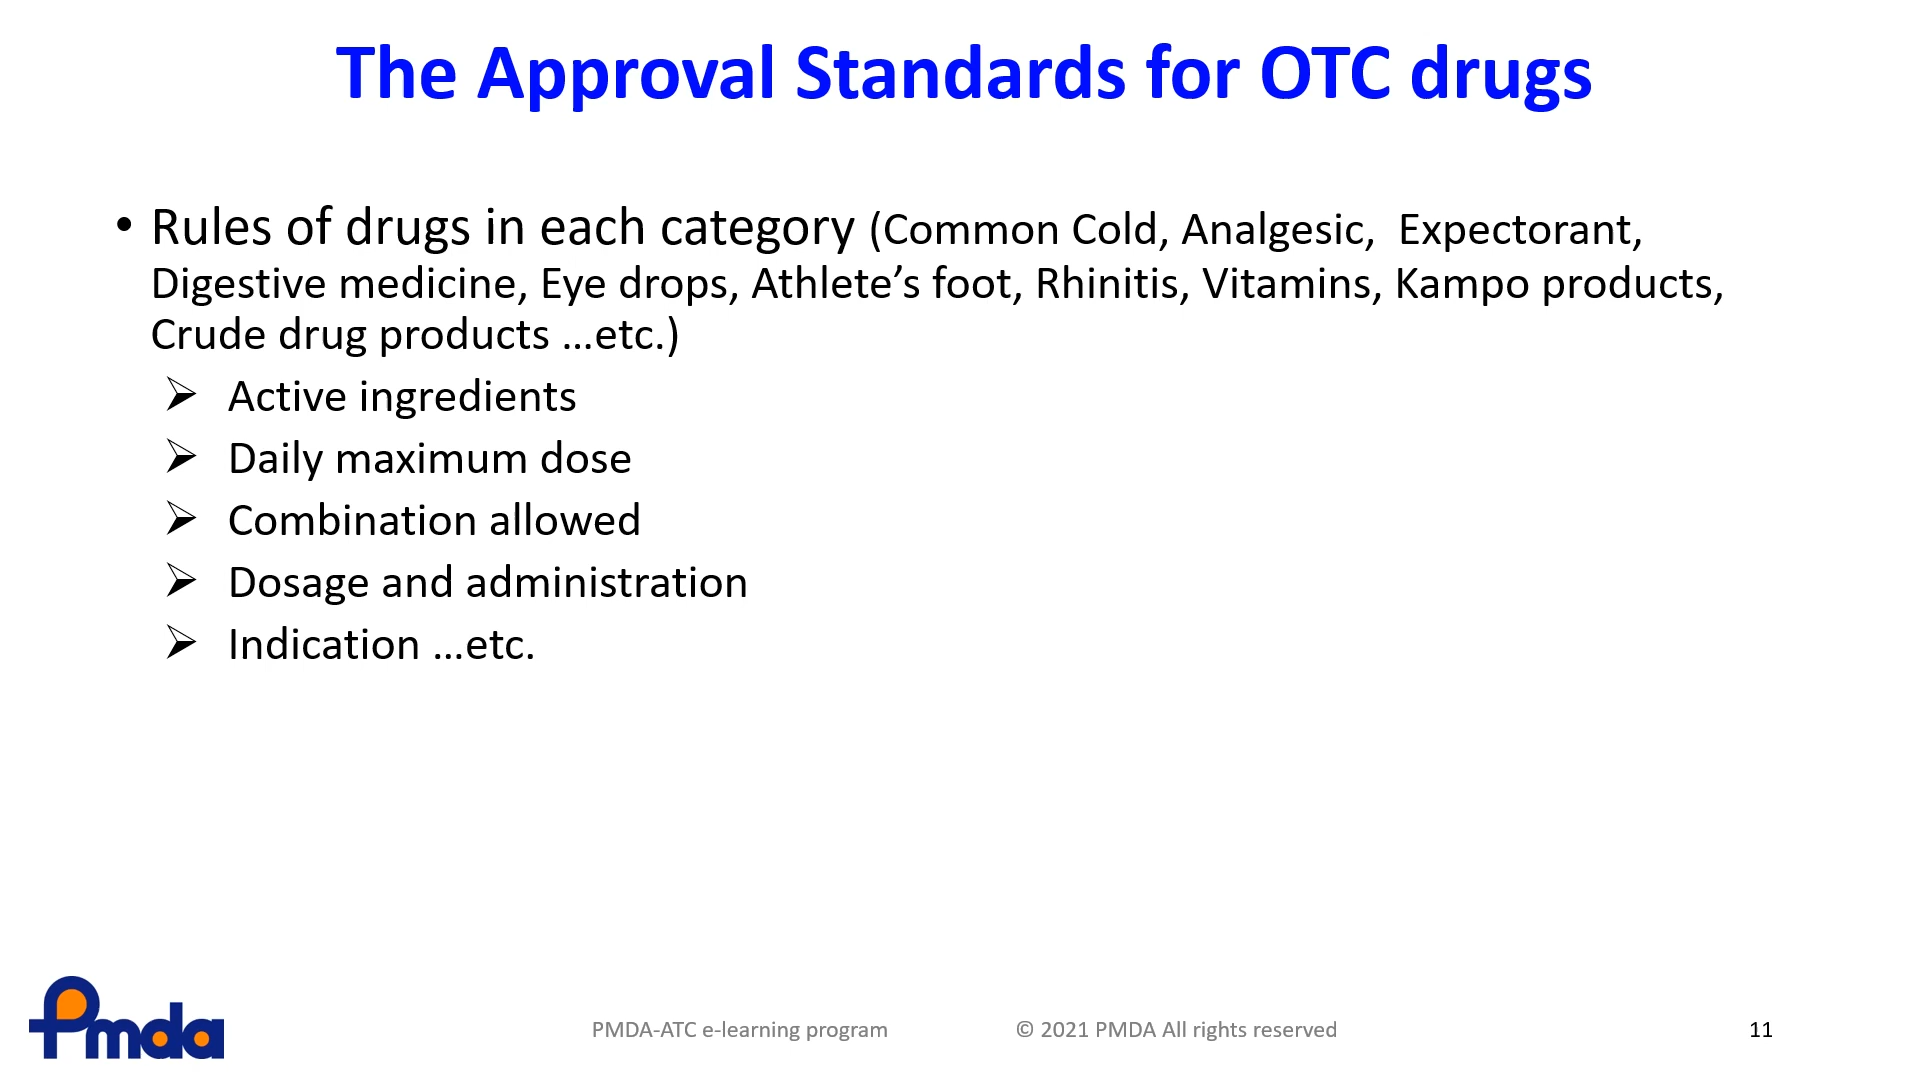 The Approval Standards for OTC drugs
• Rules of drugs in each category (Common Cold, Analgesic, Expectorant,
Digestive medicine, Eye drops, Athlete’s foot, Rhinitis, Vitamins, Kampo products,
Crude drug products …etc.)
➢ Active ingredients
➢ Daily maximum dose
➢ Combination allowed
➢ Dosage and administration
➢ Indication …etc.
Pmda
PMDA-ATC e-learning program
© 2021 PMDA All rights reserved
11